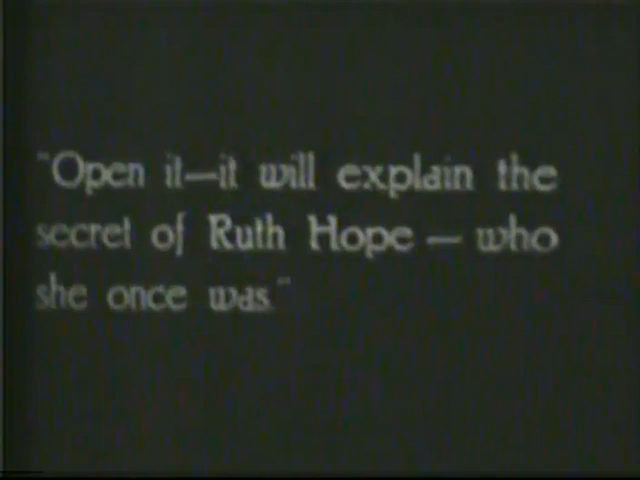 "Open it—it will explain the
secret of Ruth Hope — who
she once was."